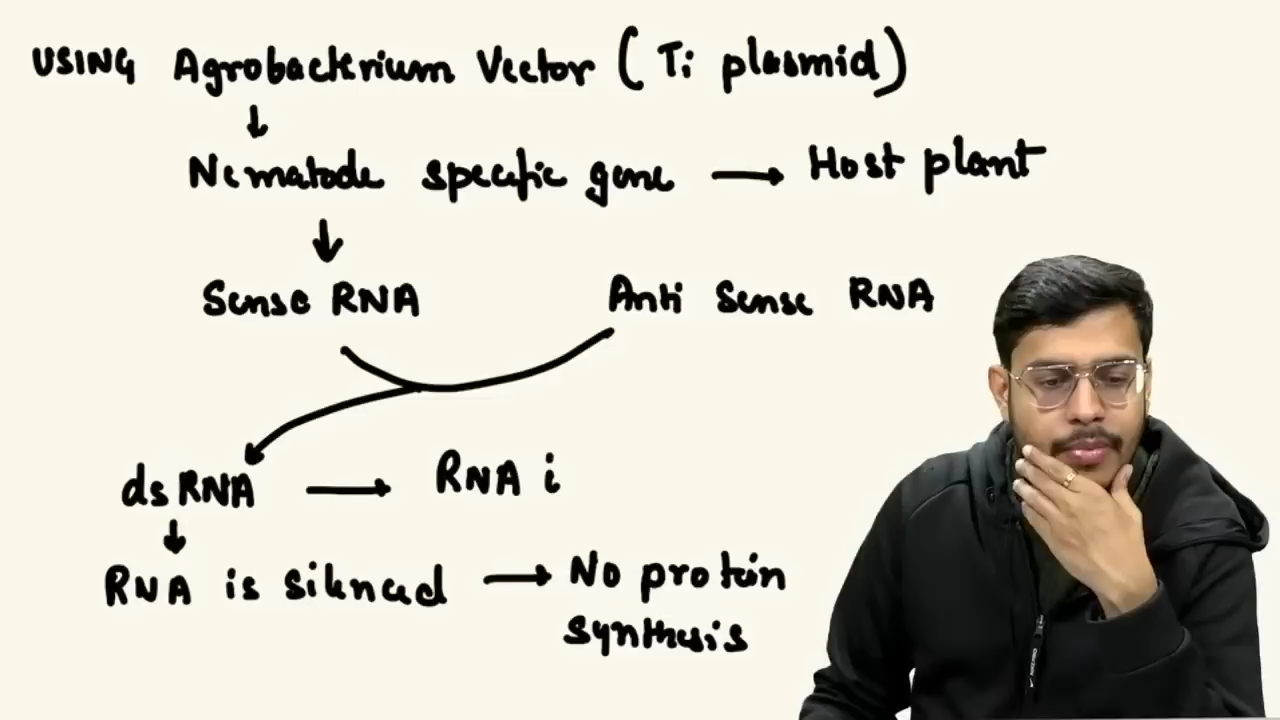 USING Agrobacterium Vector (Ti plasmid)
↓
Nematode specific gene → Host plant
↓
Sense RNA Anti Sense RNA
dsRNA → RNA i
↓
RNA is silenced → No protein
synthesis